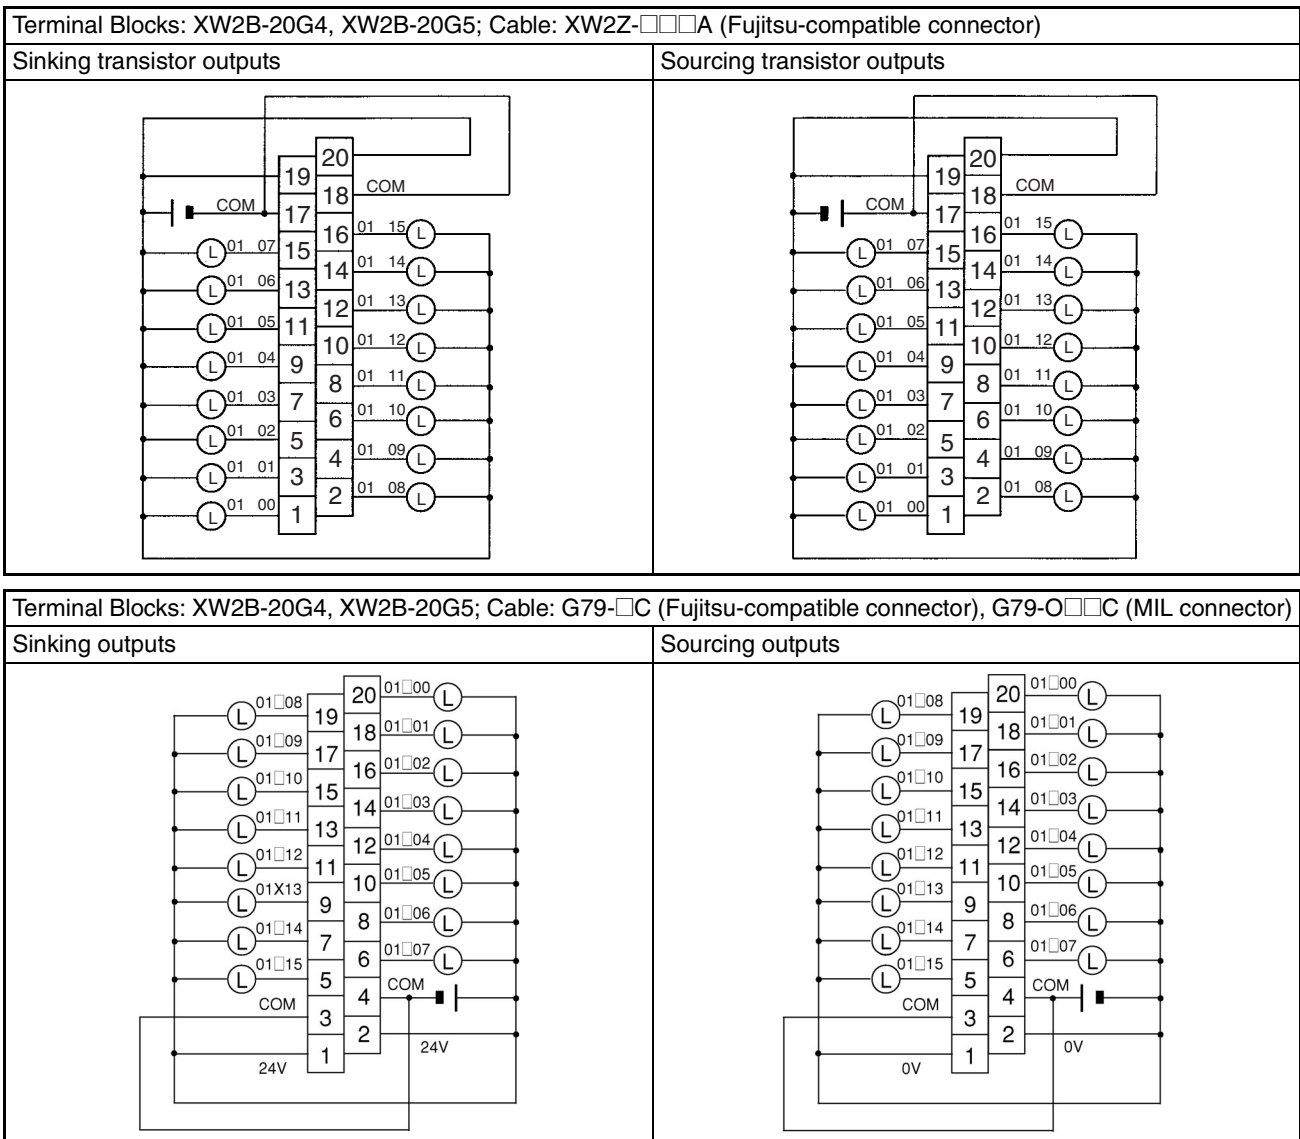 Terminal Blocks: XW2B-20G4, XW2B-20G5; Cable: XW2Z-□□□A (Fujitsu-compatible connector)
Sinking transistor outputs
20
19
COM
18
COM
17
01 15 L
16
L 01 07
15
01 14 L
14
L 01 06
13
01 13 L
12
L 01 05
11
01 12 L
10
L 01 04
9
01 11 L
8
L 01 03
7
01 10 L
6
L 01 02
5
01 09 L
4
L 01 01
3
01 08 L
2
L 01 00
1
Sourcing transistor outputs
20
19
COM
18
COM
17
01 15 L
16
L 01 07
15
01 14 L
14
L 01 06
13
01 13 L
12
L 01 05
11
01 12 L
10
L 01 04
9
01 11 L
8
L 01 03
7
01 10 L
6
L 01 02
5
01 09 L
4
L 01 01
3
01 08 L
2
L 01 00
1
Terminal Blocks: XW2B-20G4, XW2B-20G5; Cable: G79-□C (Fujitsu-compatible connector), G79-O□□C (MIL connector)
Sinking outputs
20 01□00 L
L 01□08 19
18 01□01 L
L 01□09 17
16 01□02 L
L 01□10 15
14 01□03 L
L 01□11 13
12 01□04 L
L 01□12 11
10 01□05 L
L 01X13 9
8 01□06 L
L 01□14 7
6 01□07 L
L 01□15 5
4 COM
COM 3
2 24V
24V 1
Sourcing outputs
20 01□00 L
L 01□08 19
18 01□01 L
L 01□09 17
16 01□02 L
L 01□10 15
14 01□03 L
L 01□11 13
12 01□04 L
L 01□12 11
10 01□05 L
L 01□13 9
8 01□06 L
L 01□14 7
6 01□07 L
L 01□15 5
4 COM
COM 3
2 0V
0V 1